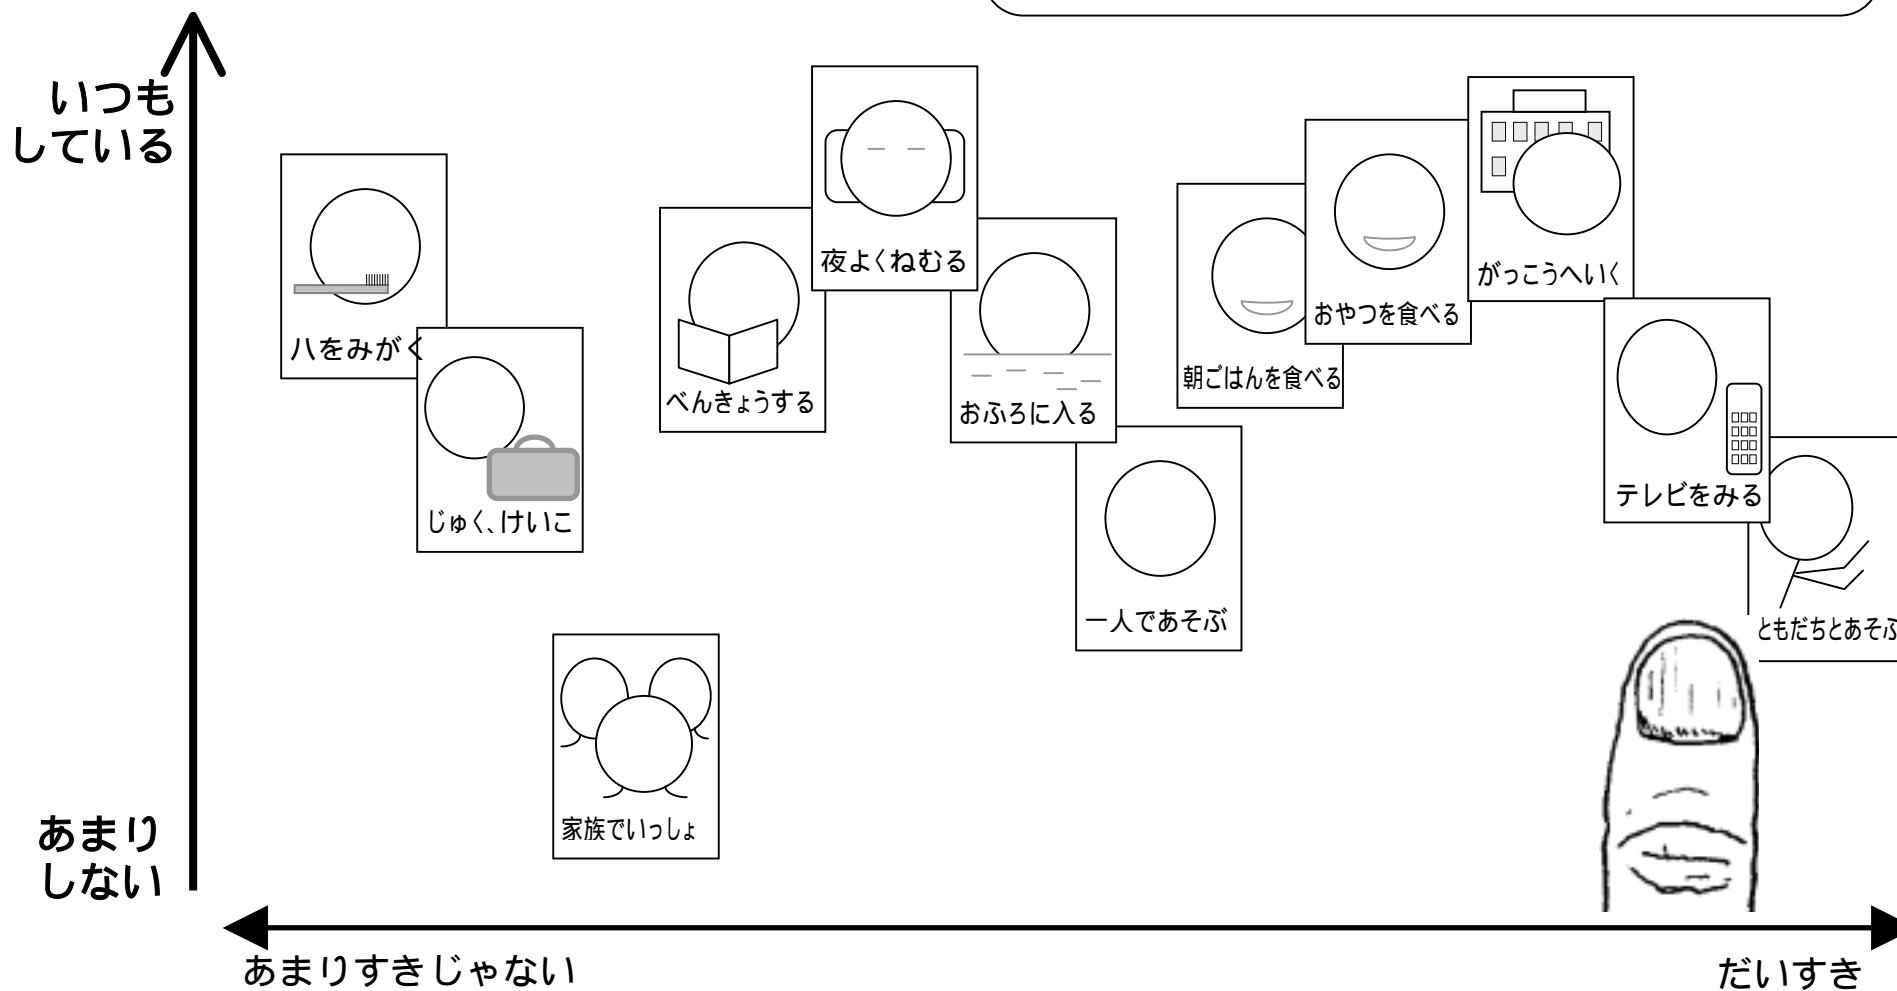 いつも
している
ハをみがく
じゅく、けいこ
家族でいっしょ
べんきょうする
夜よくねむる
おふろに入る
一人であそぶ
朝ごはんを食べる
おやつを食べる
がっこうへいく
テレビをみる
ともだちとあそぶ
あまり
しない
あまりすきじゃない
だいすき